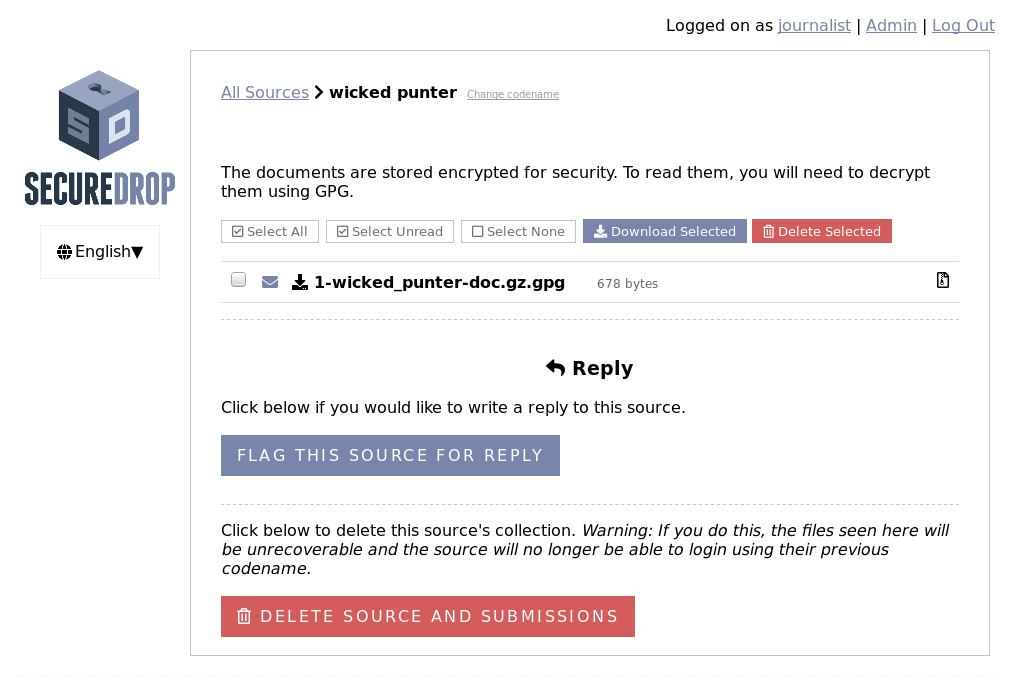 Logged on as journalist | Admin | Log Out
SD
SECUREDROP
English▼
All Sources > wicked punter Change codename
The documents are stored encrypted for security. To read them, you will need to decrypt
them using GPG.
Select All Select Unread Select None Download Selected Delete Selected
1-wicked_punter-doc.gz.gpg 678 bytes
Reply
Click below if you would like to write a reply to this source.
FLAG THIS SOURCE FOR REPLY
Click below to delete this source's collection. Warning: If you do this, the files seen here will
be unrecoverable and the source will no longer be able to login using their previous
codename.
DELETE SOURCE AND SUBMISSIONS